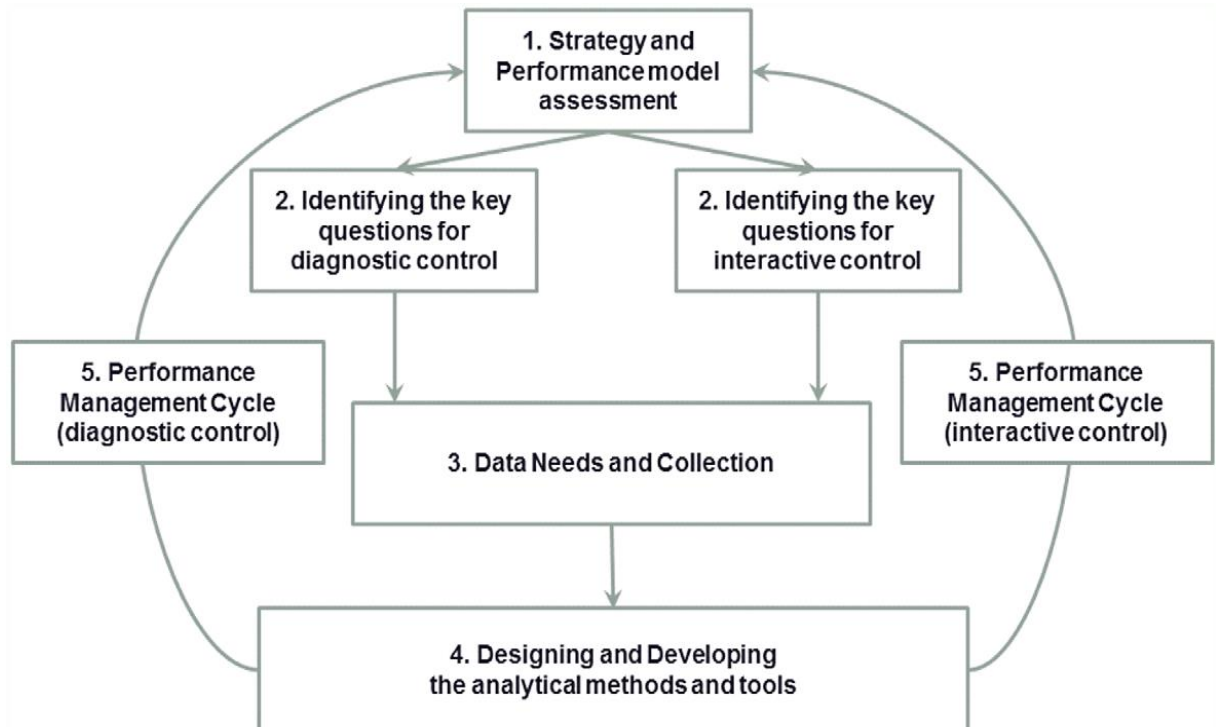 1. Strategy and
Performance model
assessment
2. Identifying the key
questions for
diagnostic control
2. Identifying the key
questions for
interactive control
5. Performance
Management Cycle
(diagnostic control)
5. Performance
Management Cycle
(interactive control)
3. Data Needs and Collection
4. Designing and Developing
the analytical methods and tools